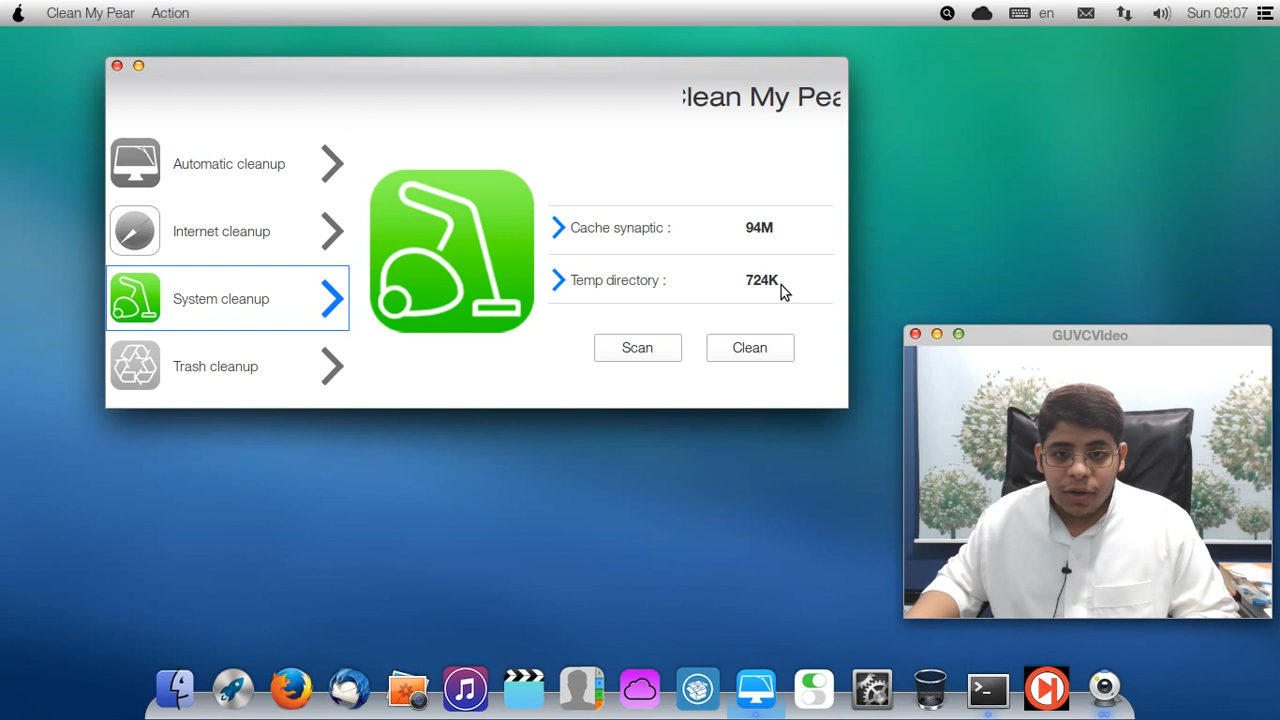 Clean My Pear Action en Sun 09:07
lean My Pea
Automatic cleanup
Internet cleanup
System cleanup
Trash cleanup
Cache synaptic : 94M
Temp directory : 724K
Scan Clean
GUVCVIdeo